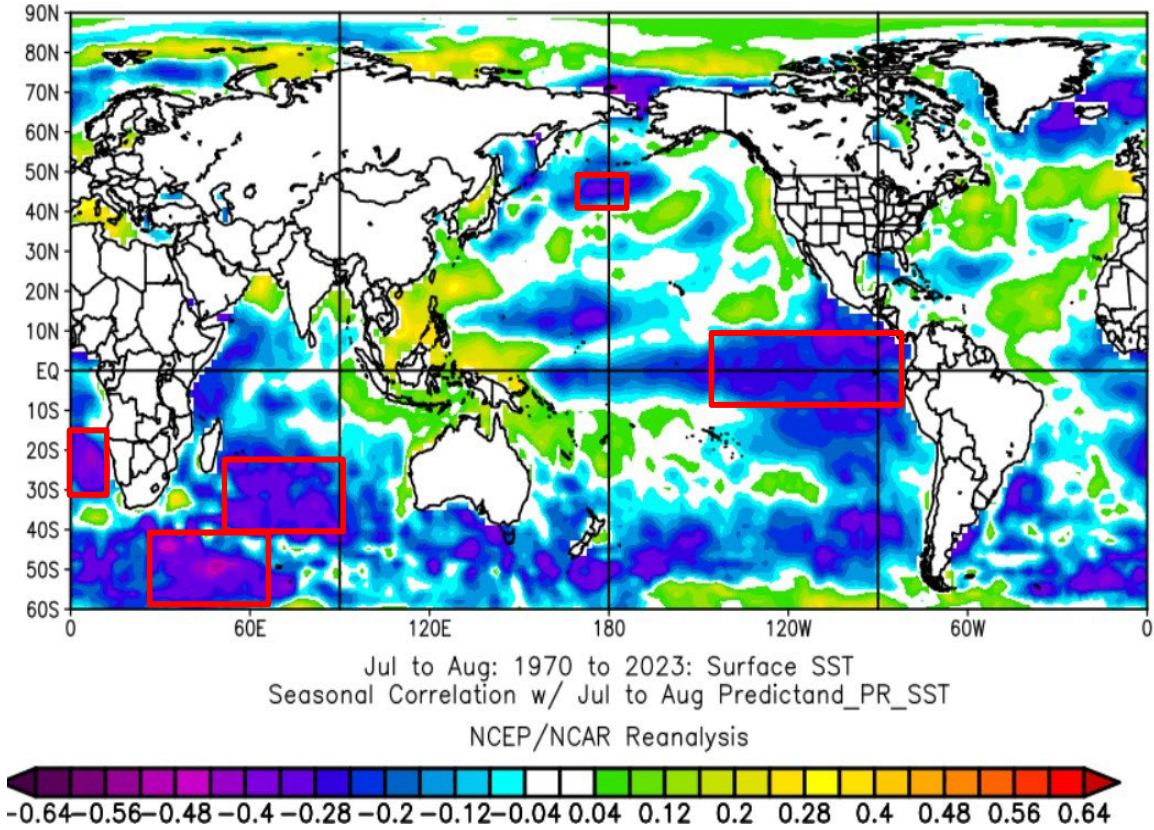 90N
80N
70N
60N
50N
40N
30N
20N
10N
EQ
10S
20S
30S
40S
50S
60S
0 60E 120E 180 120W 60W 0
Jul to Aug: 1970 to 2023: Surface SST
Seasonal Correlation w/ Jul to Aug Predictand_PR_SST
NCEP/NCAR Reanalysis
-0.64 -0.56 -0.48 -0.4 -0.28 -0.2 -0.12 -0.04 0.04 0.12 0.2 0.28 0.4 0.48 0.56 0.64